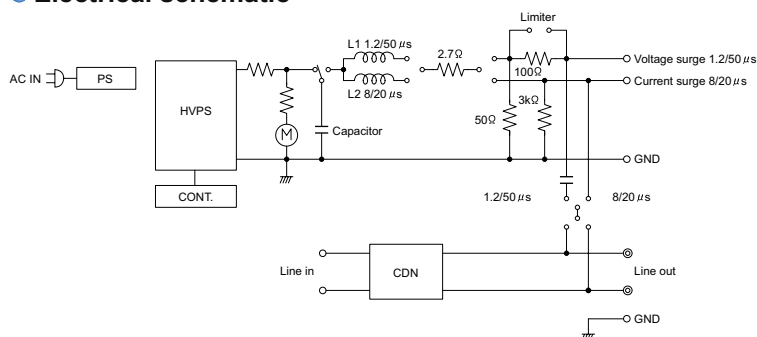 Electrical schematic
Limiter
L1 1.2/50 μs
2.7Ω
Voltage surge 1.2/50 μs
AC IN
PS
100Ω
L2 8/20 μs
Current surge 8/20 μs
HVPS
3kΩ
50Ω
M
Capacitor
GND
CONT.
1.2/50 μs
8/20 μs
Line in
CDN
Line out
GND